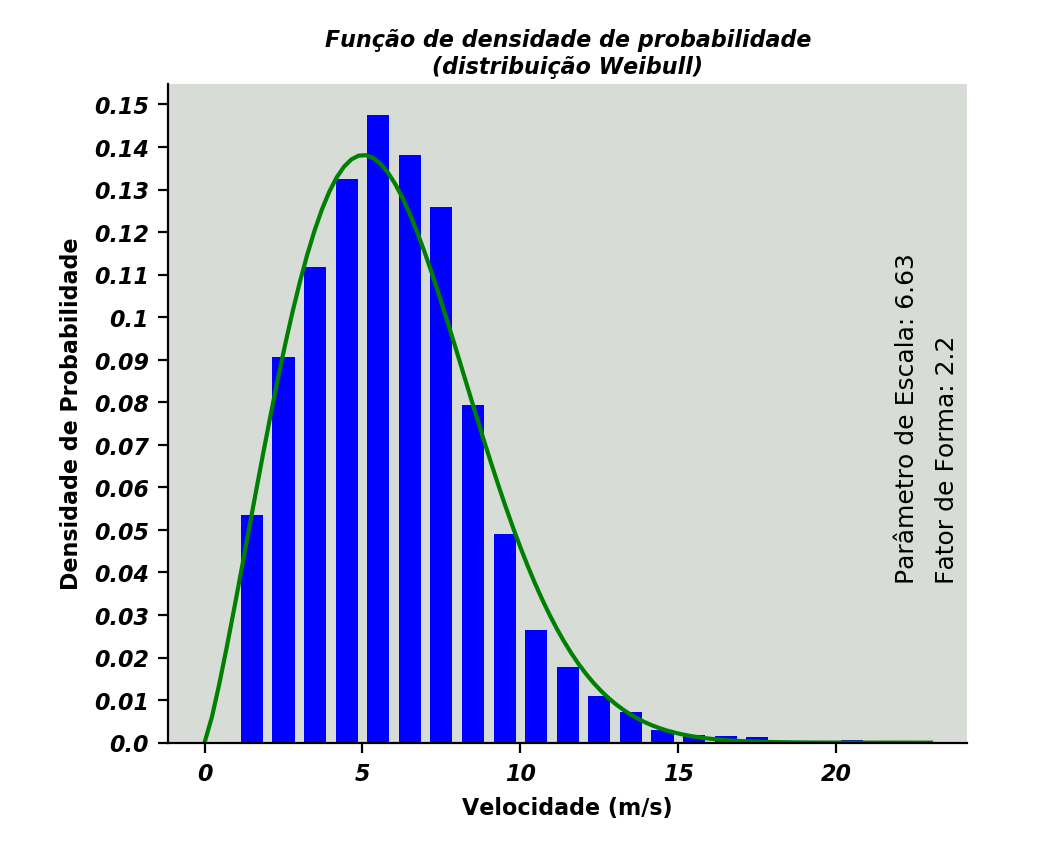 Função de densidade de probabilidade
(distribuição Weibull)
0.15
0.14
0.13
0.12
0.11
0.1
0.09
0.08
0.07
0.06
0.05
0.04
0.03
0.02
0.01
0.0
Densidade de Probabilidade
Parâmetro de Escala: 6.63
Fator de Forma: 2.2
0 5 10 15 20
Velocidade (m/s)